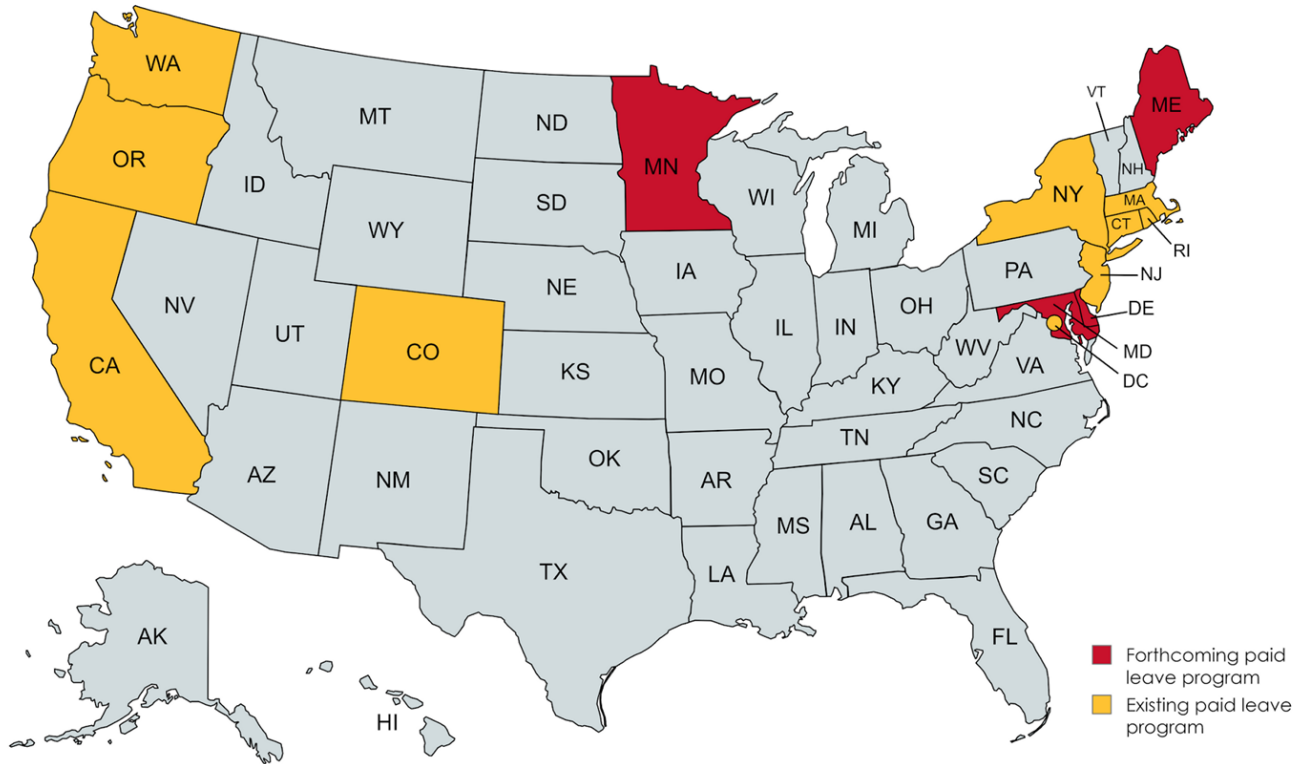 WA
MT
ND
MN
VT
ME
OR
ID
SD
WI
NH
NY
MA
CT
RI
WY
MI
IA
PA
NJ
NV
NE
OH
DE
UT
IL
IN
CO
WV
MD
CA
KS
MO
KY
VA
DC
AZ
NM
OK
AR
TN
NC
SC
MS
AL
GA
TX
LA
AK
FL
HI
Forthcoming paid
leave program
Existing paid leave
program